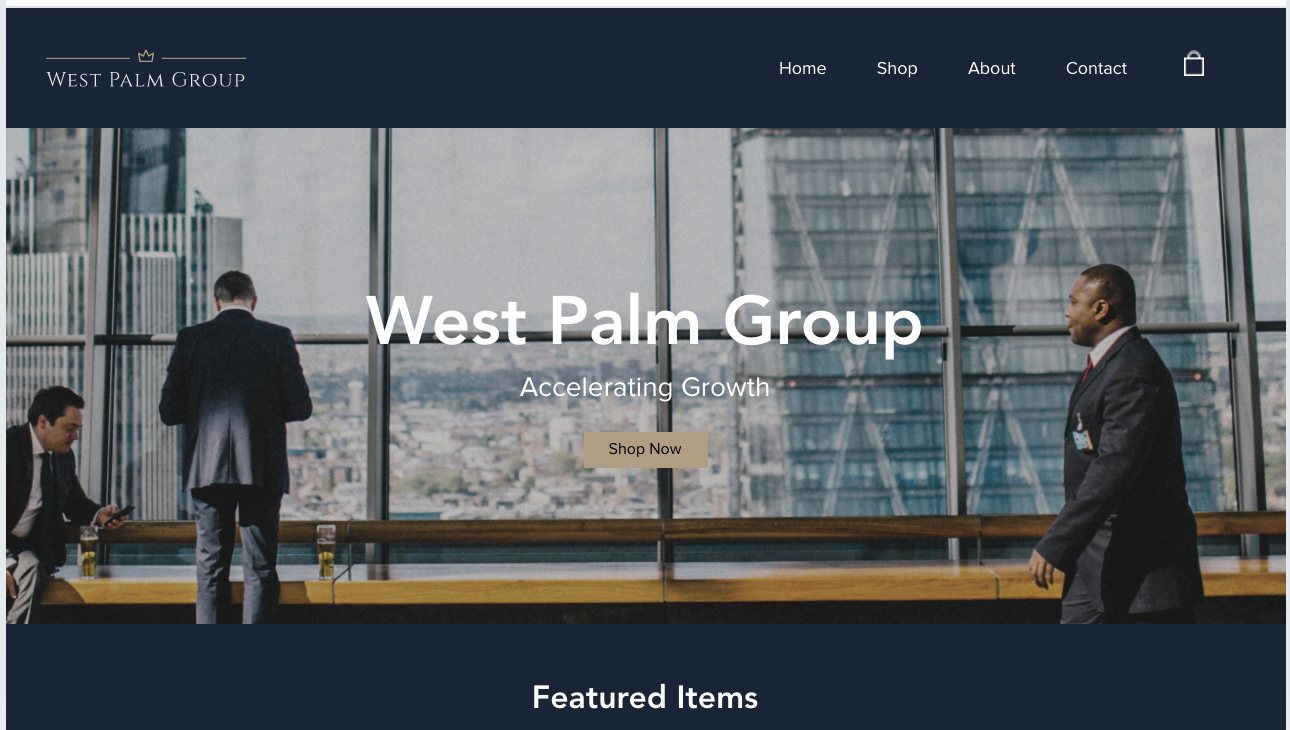 West Palm Group
Home
Shop
About
Contact
West Palm Group
Accelerating Growth
Shop Now
Featured Items